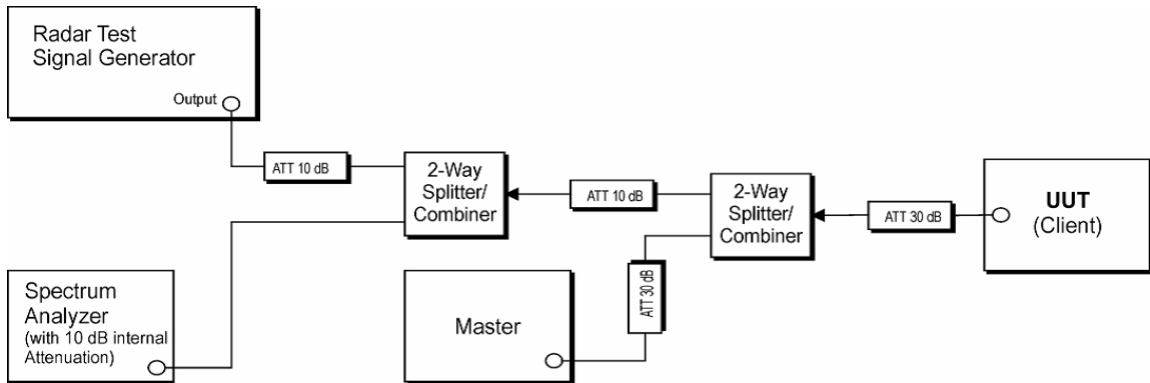 Radar Test
Signal Generator
Output
ATT 10 dB
2-Way
Splitter/
Combiner
ATT 10 dB
2-Way
Splitter/
Combiner
ATT 30 dB
UUT
(Client)
Spectrum
Analyzer
(with 10 dB internal
Attenuation)
Master
ATT 30 dB